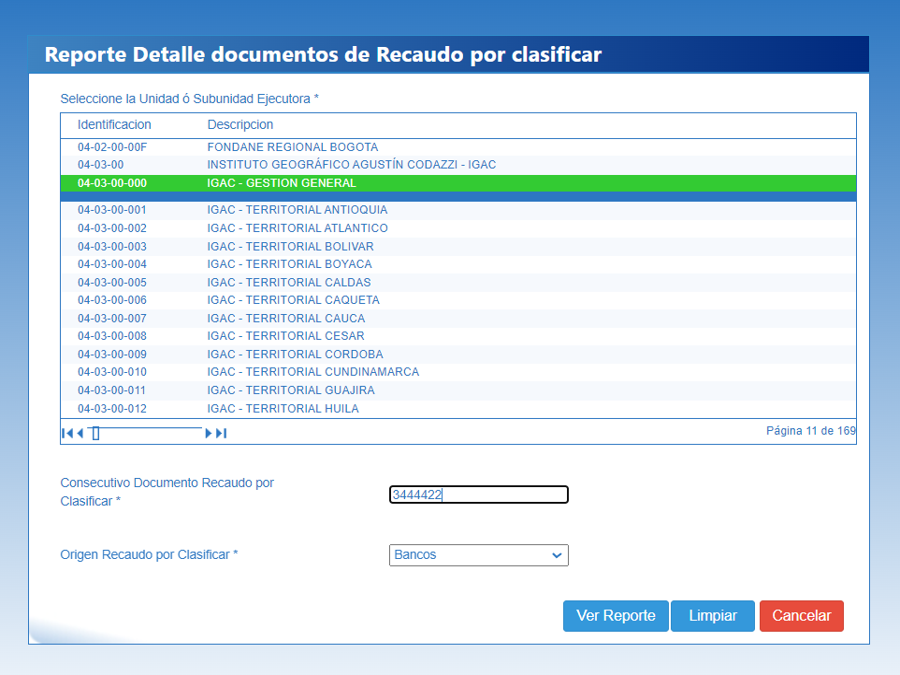 Reporte Detalle documentos de Recaudo por clasificar
Seleccione la Unidad ó Subunidad Ejecutora *
Identificacion Descripcion
04-02-00-00F FONDANE REGIONAL BOGOTA
04-03-00 INSTITUTO GEOGRÁFICO AGUSTÍN CODAZZI - IGAC
04-03-00-000 IGAC - GESTION GENERAL
04-03-00-001 IGAC - TERRITORIAL ANTIOQUIA
04-03-00-002 IGAC - TERRITORIAL ATLANTICO
04-03-00-003 IGAC - TERRITORIAL BOLIVAR
04-03-00-004 IGAC - TERRITORIAL BOYACA
04-03-00-005 IGAC - TERRITORIAL CALDAS
04-03-00-006 IGAC - TERRITORIAL CAQUETA
04-03-00-007 IGAC - TERRITORIAL CAUCA
04-03-00-008 IGAC - TERRITORIAL CESAR
04-03-00-009 IGAC - TERRITORIAL CORDOBA
04-03-00-010 IGAC - TERRITORIAL CUNDINAMARCA
04-03-00-011 IGAC - TERRITORIAL GUAJIRA
04-03-00-012 IGAC - TERRITORIAL HUILA
Página 11 de 169
Consecutivo Documento Recaudo por
Clasificar *
3444422
Origen Recaudo por Clasificar *
Bancos
Ver Reporte Limpiar Cancelar